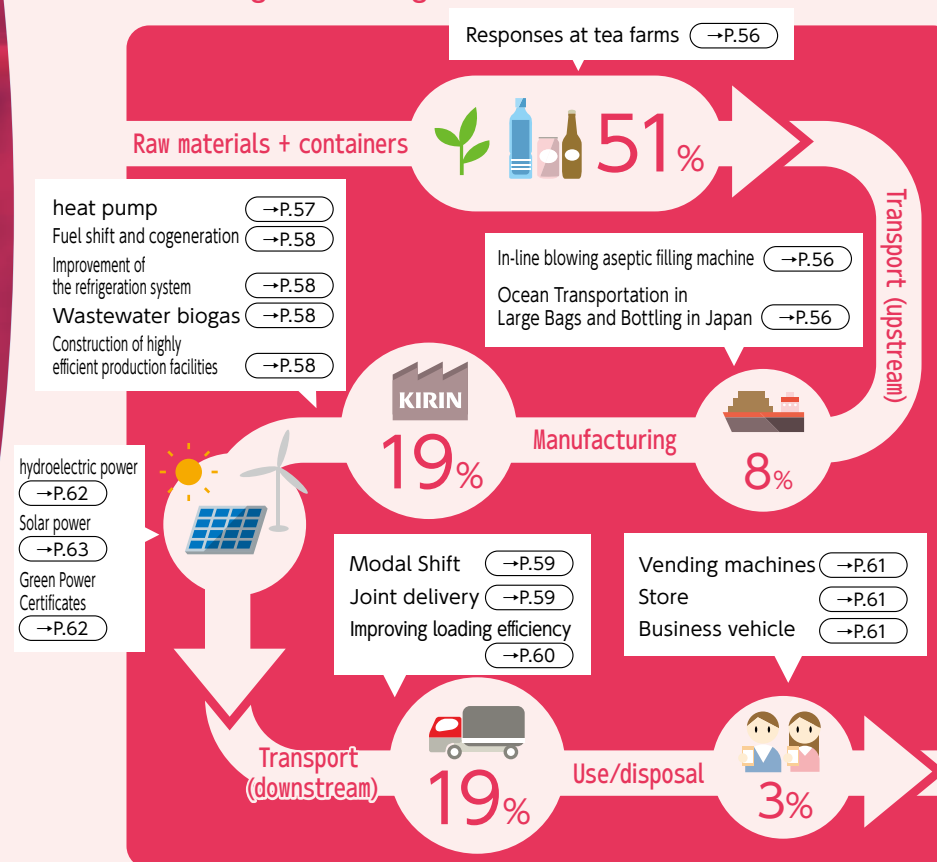 Responses at tea farms →P.56
Raw materials + containers
51%
Transport (upstream)
heat pump →P.57
Fuel shift and cogeneration →P.58
Improvement of
the refrigeration system →P.58
Wastewater biogas →P.58
Construction of highly
efficient production facilities →P.58
In-line blowing aseptic filling machine →P.56
Ocean Transportation in
Large Bags and Bottling in Japan →P.56
8%
Manufacturing
KIRIN
19%
hydroelectric power
→P.62
Solar power
→P.63
Green Power
Certificates
→P.62
Modal Shift →P.59
Joint delivery →P.59
Improving loading efficiency
→P.60
Vending machines →P.61
Store →P.61
Business vehicle →P.61
Transport
(downstream)
19%
Use/disposal
3%